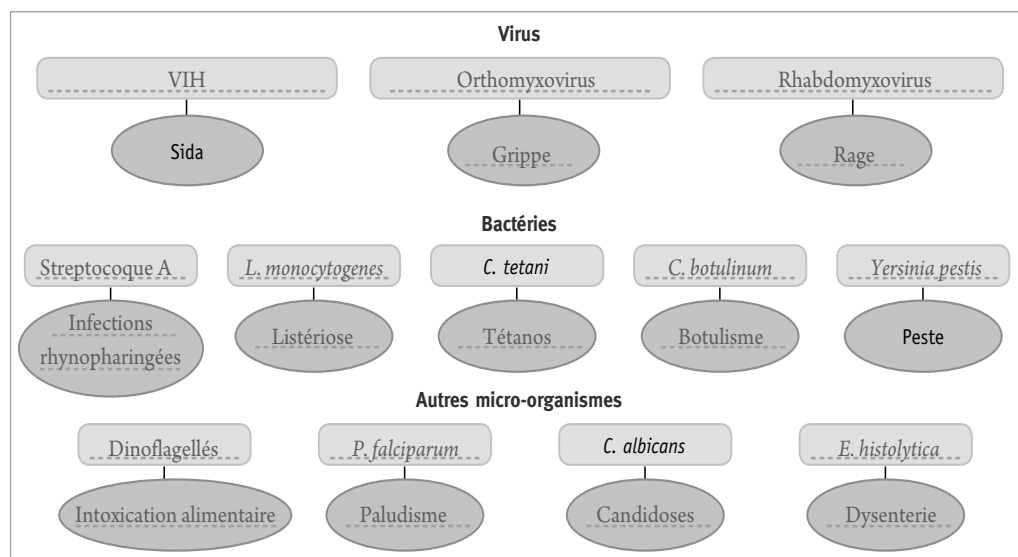 Virus
VIH
Orthomyxovirus
Rhabdomyxovirus
Sida
Grippe
Rage
Bactéries
Streptocoque A
L. monocytogenes
C. tetani
C. botulinum
Yersinia pestis
Infections
rhynopharingées
Listériose
Tétanos
Botulisme
Peste
Autres micro-organismes
Dinoflagellés
P. falciparum
C. albicans
E. histolytica
Intoxication alimentaire
Paludisme
Candidoses
Dysenterie